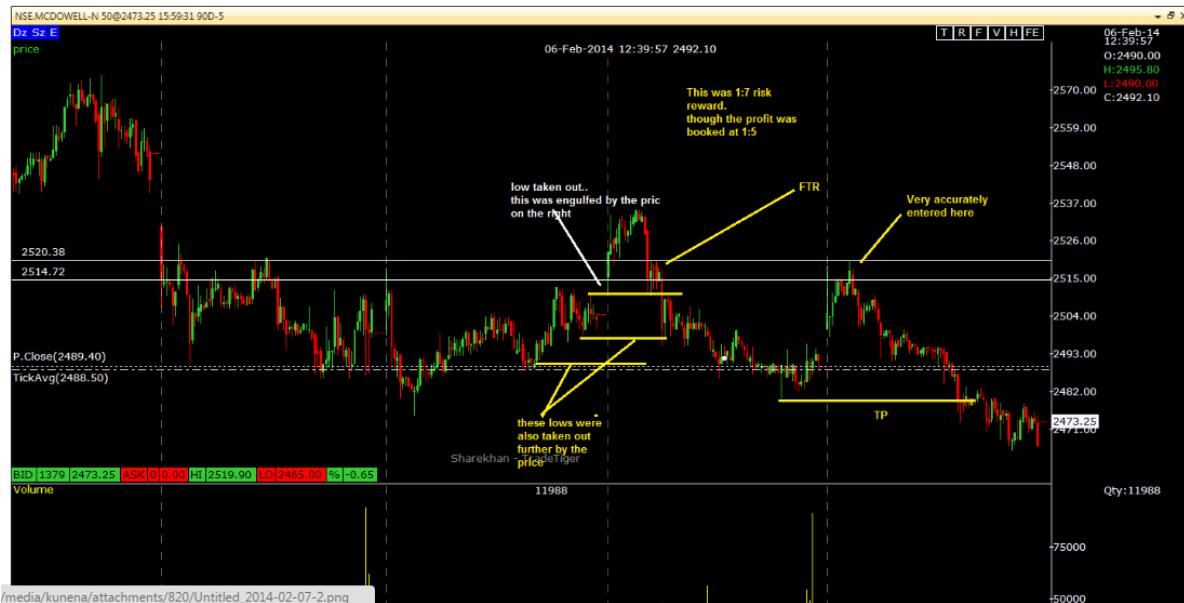 NSE.MCDOWELL-N 50@2473.25 15:59:31 90D-5
Dz Sz E
T R F V H FE
06-Feb-14
price
06-Feb-2014 12:39:57 2492.10
12:39:57
O:2490.00
H:2495.80
L:2490.00
C:2492.10
This was 1:7 risk
reward.
though the profit was
booked at 1:5
2570.00
2559.00
2548.00
2537.00
2526.00
2515.00
2504.00
2493.00
2482.00
2473.25
2471.00
low taken out..
this was engulfed by the pric
on the right
FTR
Very accurately
entered here
2520.38
2514.72
P.Close(2489.40)
TickAvg(2488.50)
TP
these lows were
also taken out
further by the
price
Sharekhan - TradeTiger
BID 1379 2473.25 ASK 0 0.00 HI 2519.90 LO 2465.00 % -0.65
Volume
11988
Qty:11988
75000
50000
/media/kunena/attachments/820/Untitled_2014-02-07-2.png